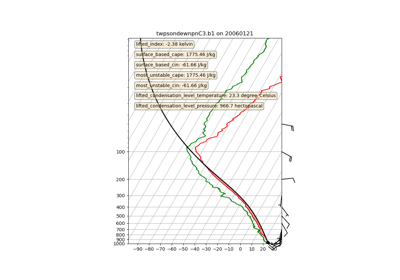 twpsondewnpnC3.b1 on 20060121
lifted_index: -2.38 kelvin
surface_based_cape: 1775.46 J/kg
surface_based_cin: -61.66 J/kg
most_unstable_cape: 1775.46 J/kg
most_unstable_cin: -61.66 J/kg
lifted_condensation_level_temperature: 23.3 degree_Celsius
lifted_condensation_level_pressure: 966.7 hectopascal
100
200
300
400
500
600
700
800
900
1000
−90 −80 −70 −60 −50 −40 −30 −20 −10 0 10 20 30